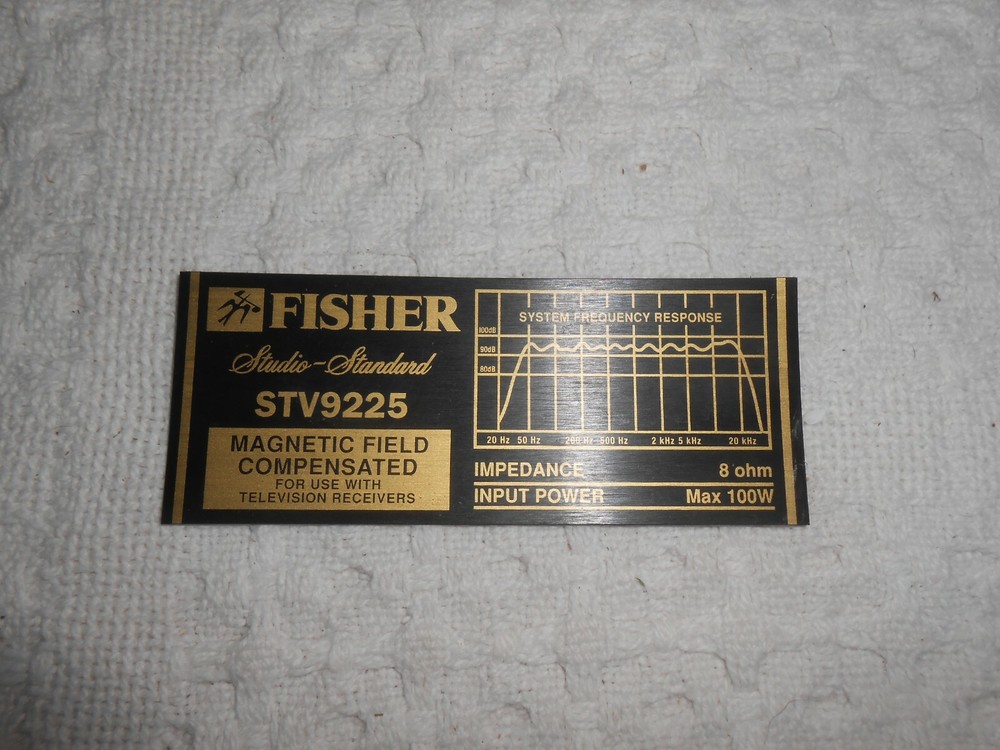 FISHER
Studio-Standard
STV9225
MAGNETIC FIELD
COMPENSATED
FOR USE WITH
TELEVISION RECEIVERS
SYSTEM FREQUENCY RESPONSE
100dB
90dB
80dB
20 Hz 50 Hz 200 Hz 500 Hz 2 kHz 5 kHz 20 kHz
IMPEDANCE 8 ohm
INPUT POWER Max 100W